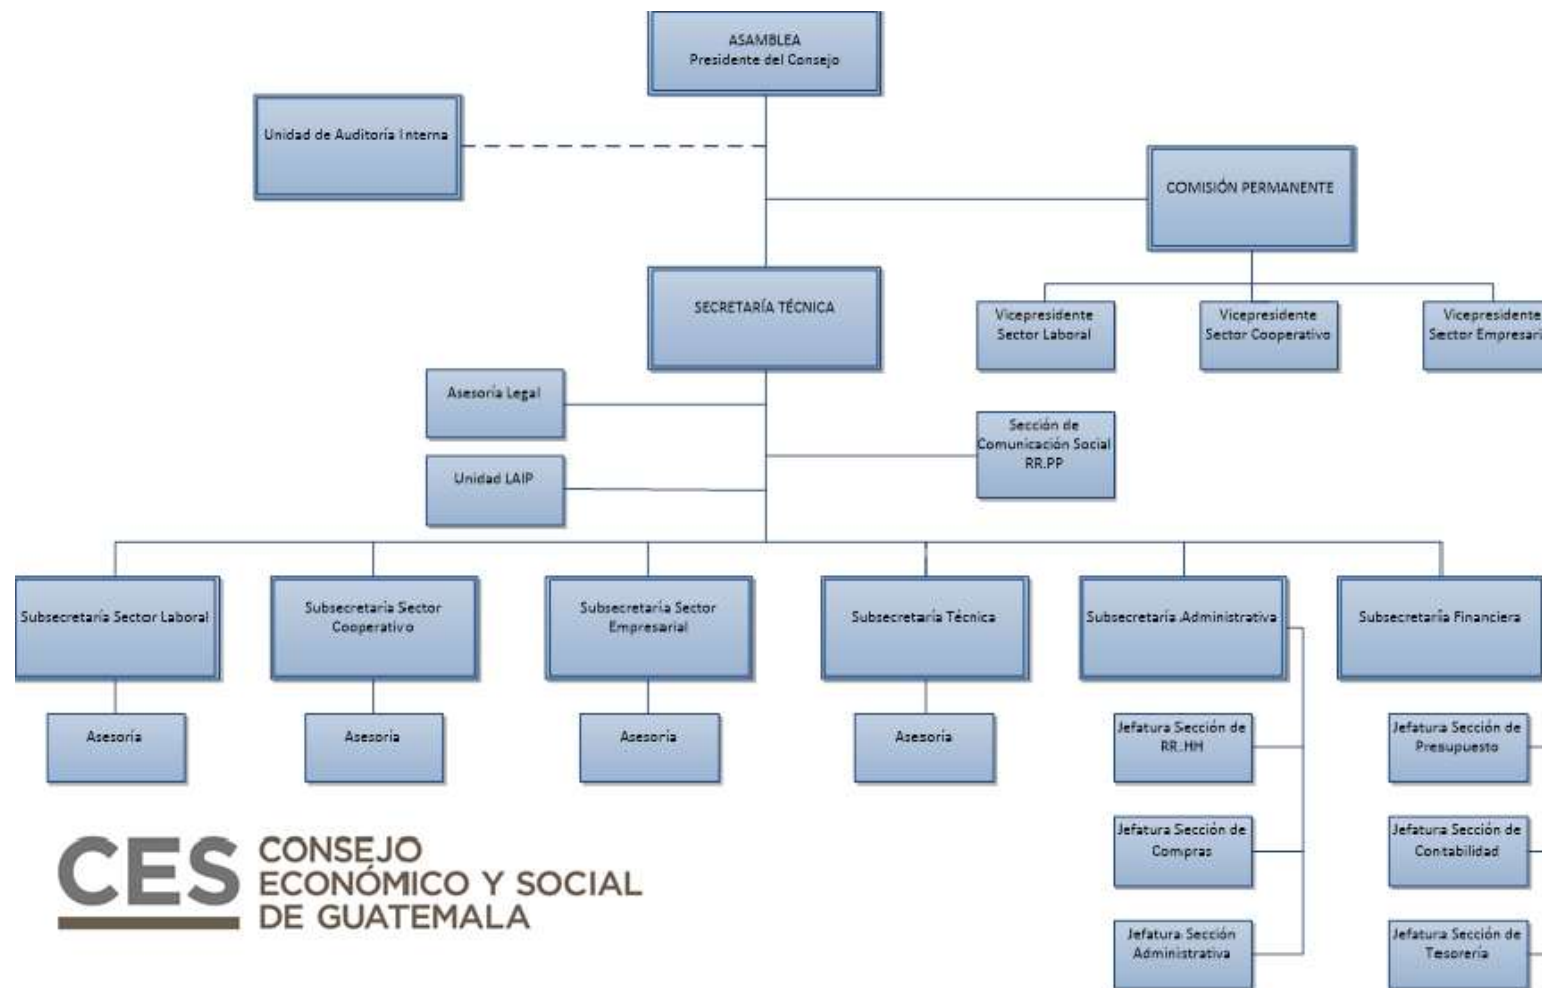 ASAMBLEA
Presidente del Consejo
Unidad de Auditoría Interna
COMISIÓN PERMANENTE
SECRETARÍA TÉCNICA
Vicepresidente
Sector Laboral
Vicepresidente
Sector Cooperativo
Vicepresidente
Sector Empresari
Asesoría Legal
Sección de
Comunicación Social
RR.PP
Unidad LAIP
Subsecretaría Sector Laboral
Subsecretaría Sector
Cooperativo
Subsecretaría Sector
Empresarial
Subsecretaría Técnica
Subsecretaría Administrativa
Subsecretaría Financiera
Asesoría
Asesoría
Asesoría
Asesoría
Jefatura Sección de
RR.HH
Jefatura Sección de
Presupuesto
Jefatura Sección de
Compras
Jefatura Sección de
Contabilidad
Jefatura Sección
Administrativa
Jefatura Sección de
Tesorería
CES
CONSEJO
ECONÓMICO Y SOCIAL
DE GUATEMALA